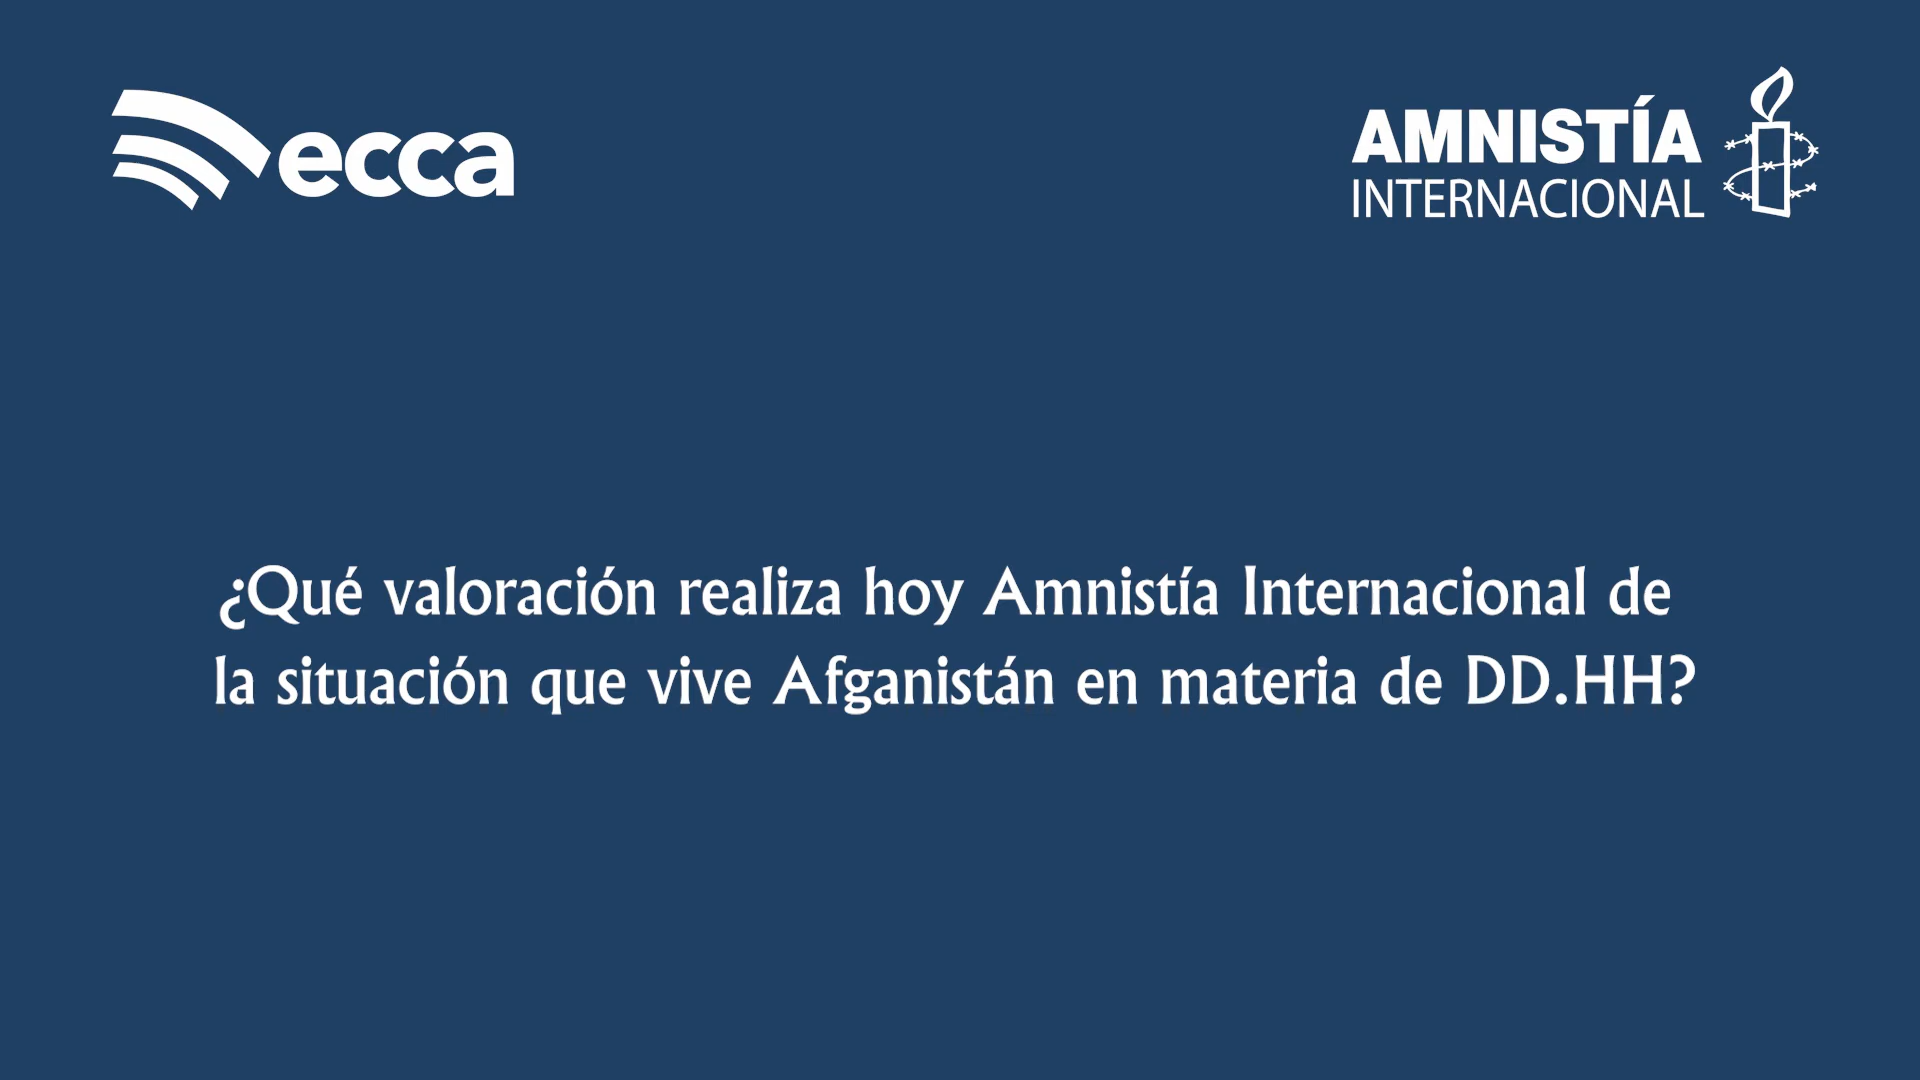 ecca
AMNISTÍA
INTERNACIONAL
¿Qué valoración realiza hoy Amnistía Internacional de
la situación que vive Afganistán en materia de DD.HH?